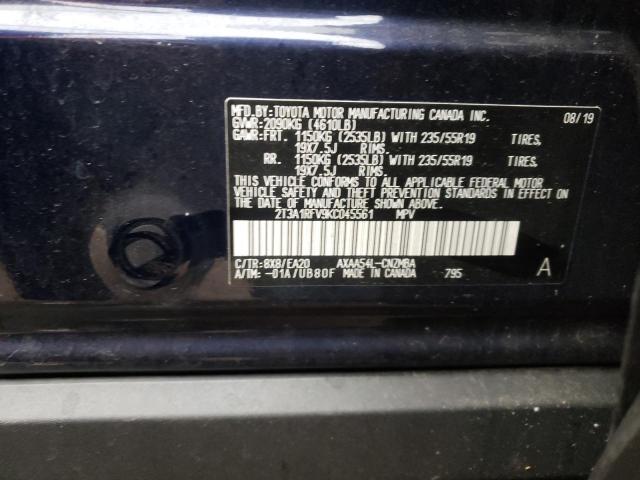 MFD.BY:TOYOTA MOTOR MANUFACTURING CANADA INC. 08/19
GVWR:2090KG (4610LB)
GAWR:FRT. 1150KG (2535LB) WITH 235/55R19 TIRES,
19X7.5J RIMS.
RR. 1150KG (2535LB) WITH 235/55R19 TIRES,
19X7.5J RIMS.
THIS VEHICLE CONFORMS TO ALL APPLICABLE FEDERAL MOTOR
VEHICLE SAFETY AND THEFT PREVENTION STANDARDS IN EFFECT ON
THE DATE OF MANUFACTURE SHOWN ABOVE.
2T3A1RFV9KC045561 MPV
C/TR:8X8/EA20 AXAA54L-CNZMBA A
A/TM: -01A/UB80F MADE IN CANADA 795